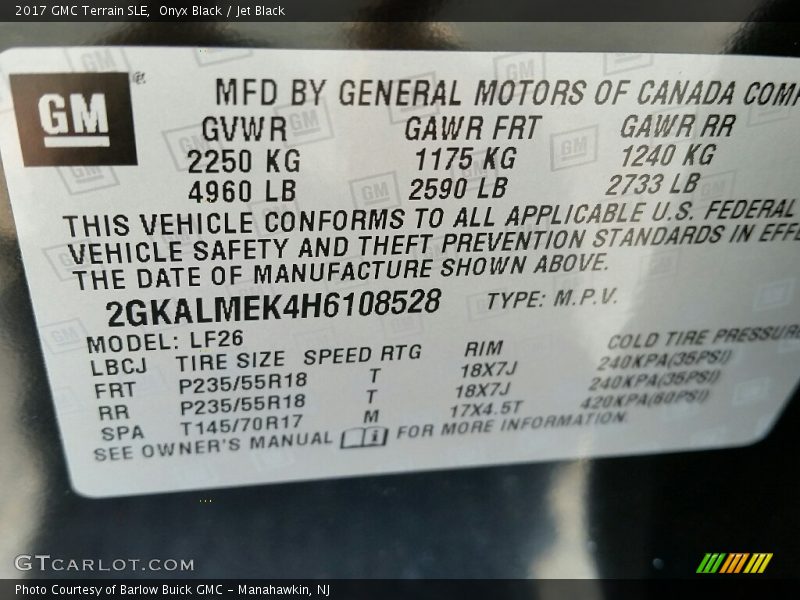 2017 GMC Terrain SLE, Onyx Black / Jet Black
GM
MFD BY GENERAL MOTORS OF CANADA
GVWR GAWR FRT GAWR RR
2250 KG 1175 KG 1240 KG
4960 LB 2590 LB 2733 LB
THIS VEHICLE CONFORMS TO ALL APPLICABLE U.S. FEDERAL
VEHICLE SAFETY AND THEFT PREVENTION STANDARDS IN
THE DATE OF MANUFACTURE SHOWN ABOVE.
2GKALMEK4H6108528 TYPE: M.P.V.
MODEL: LF26
LBCJ TIRE SIZE SPEED RTG RIM COLD TIRE PRESSURE
FRT P235/55R18 T 18X7J 240KPA(35PSI)
RR P235/55R18 T 18X7J 240KPA(35PSI)
SPA T145/70R17 M 17X4.5T 420KPA(60PSI)
SEE OWNER'S MANUAL FOR MORE INFORMATION.
GTCARLOT.COM
Photo Courtesy of Barlow Buick GMC - Manahawkin, NJ